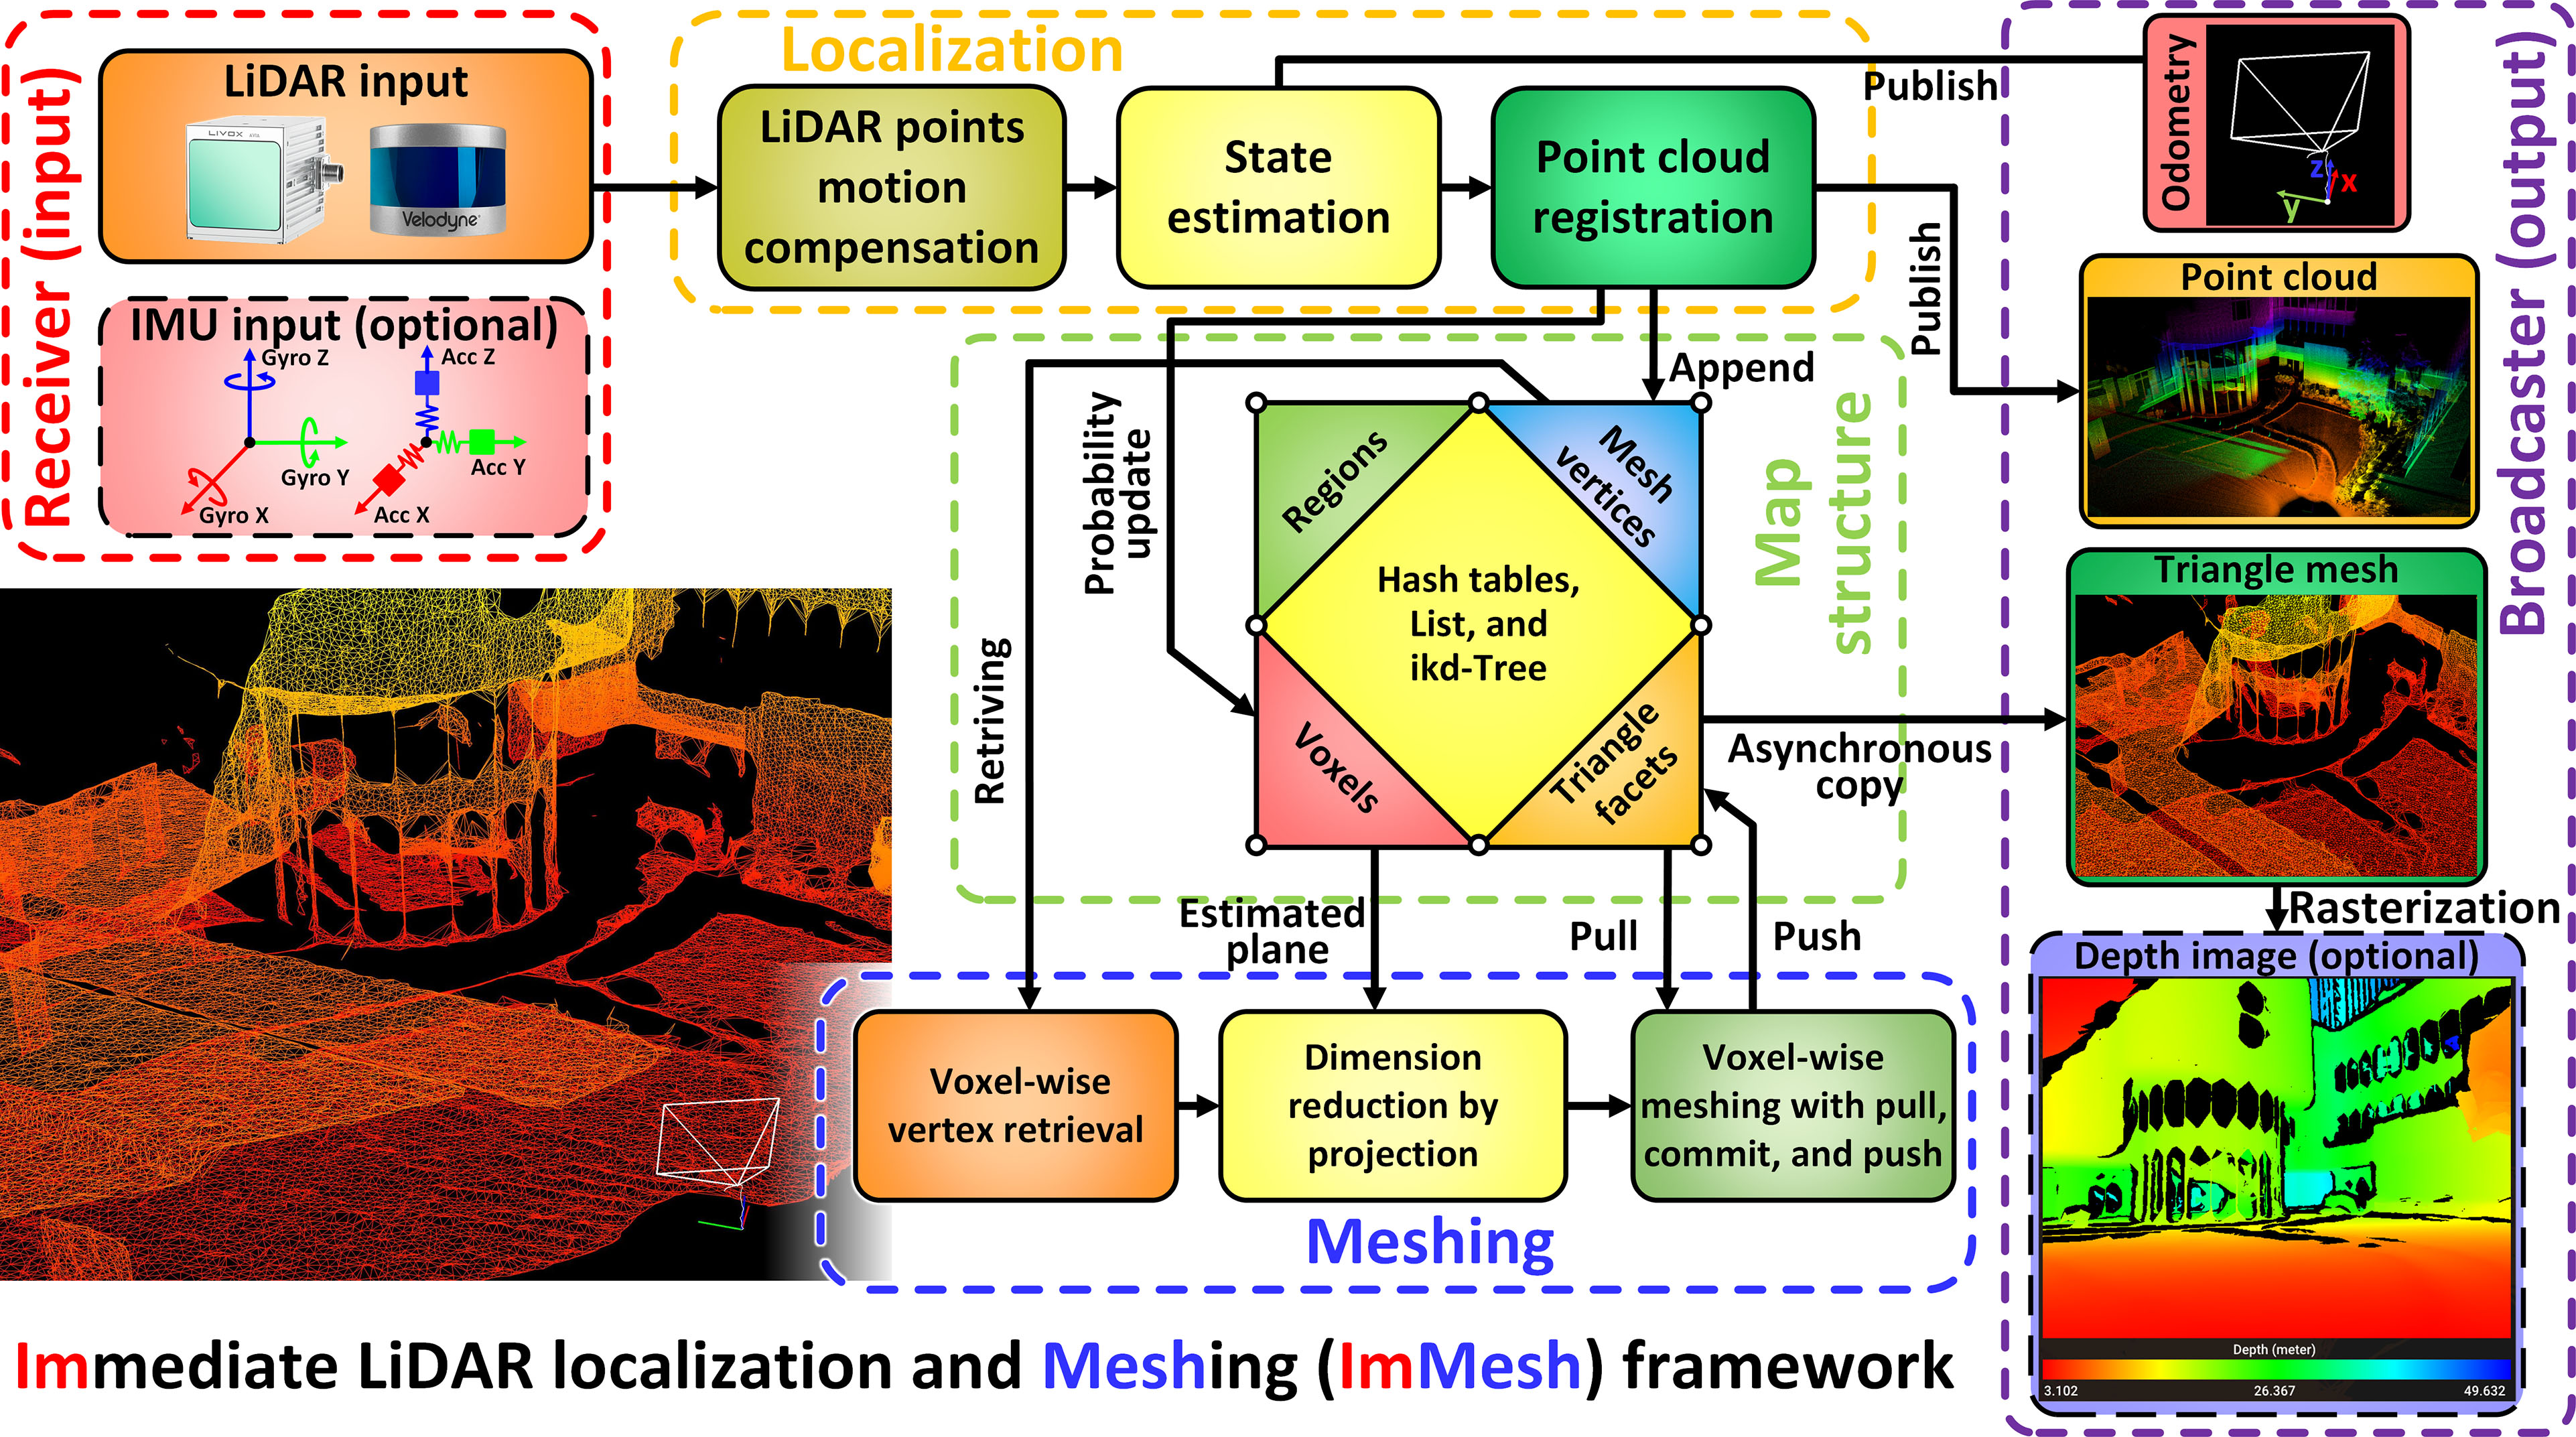 Receiver (input)
LiDAR input
LIVOX AVIA
Velodyne
IMU input (optional)
Gyro Z
Gyro Y
Gyro X
Acc Z
Acc Y
Acc X
Localization
LiDAR points
motion
compensation
State
estimation
Point cloud
registration
Publish
Publish
Append
Probability
update
Retriving
Map
structure
Regions
Mesh
vertices
Hash tables,
List, and
ikd-Tree
Voxels
Triangle
facets
Asynchronous
copy
Estimated
plane
Pull
Push
Voxel-wise
vertex retrieval
Dimension
reduction by
projection
Voxel-wise
meshing with pull,
commit, and push
Meshing
Broadcaster (output)
Odometry
z
x
y
Point cloud
Triangle mesh
Rasterization
Depth image (optional)
Depth (meter)
3.102 26.367 49.632
Immediate LiDAR localization and Meshing (ImMesh) framework